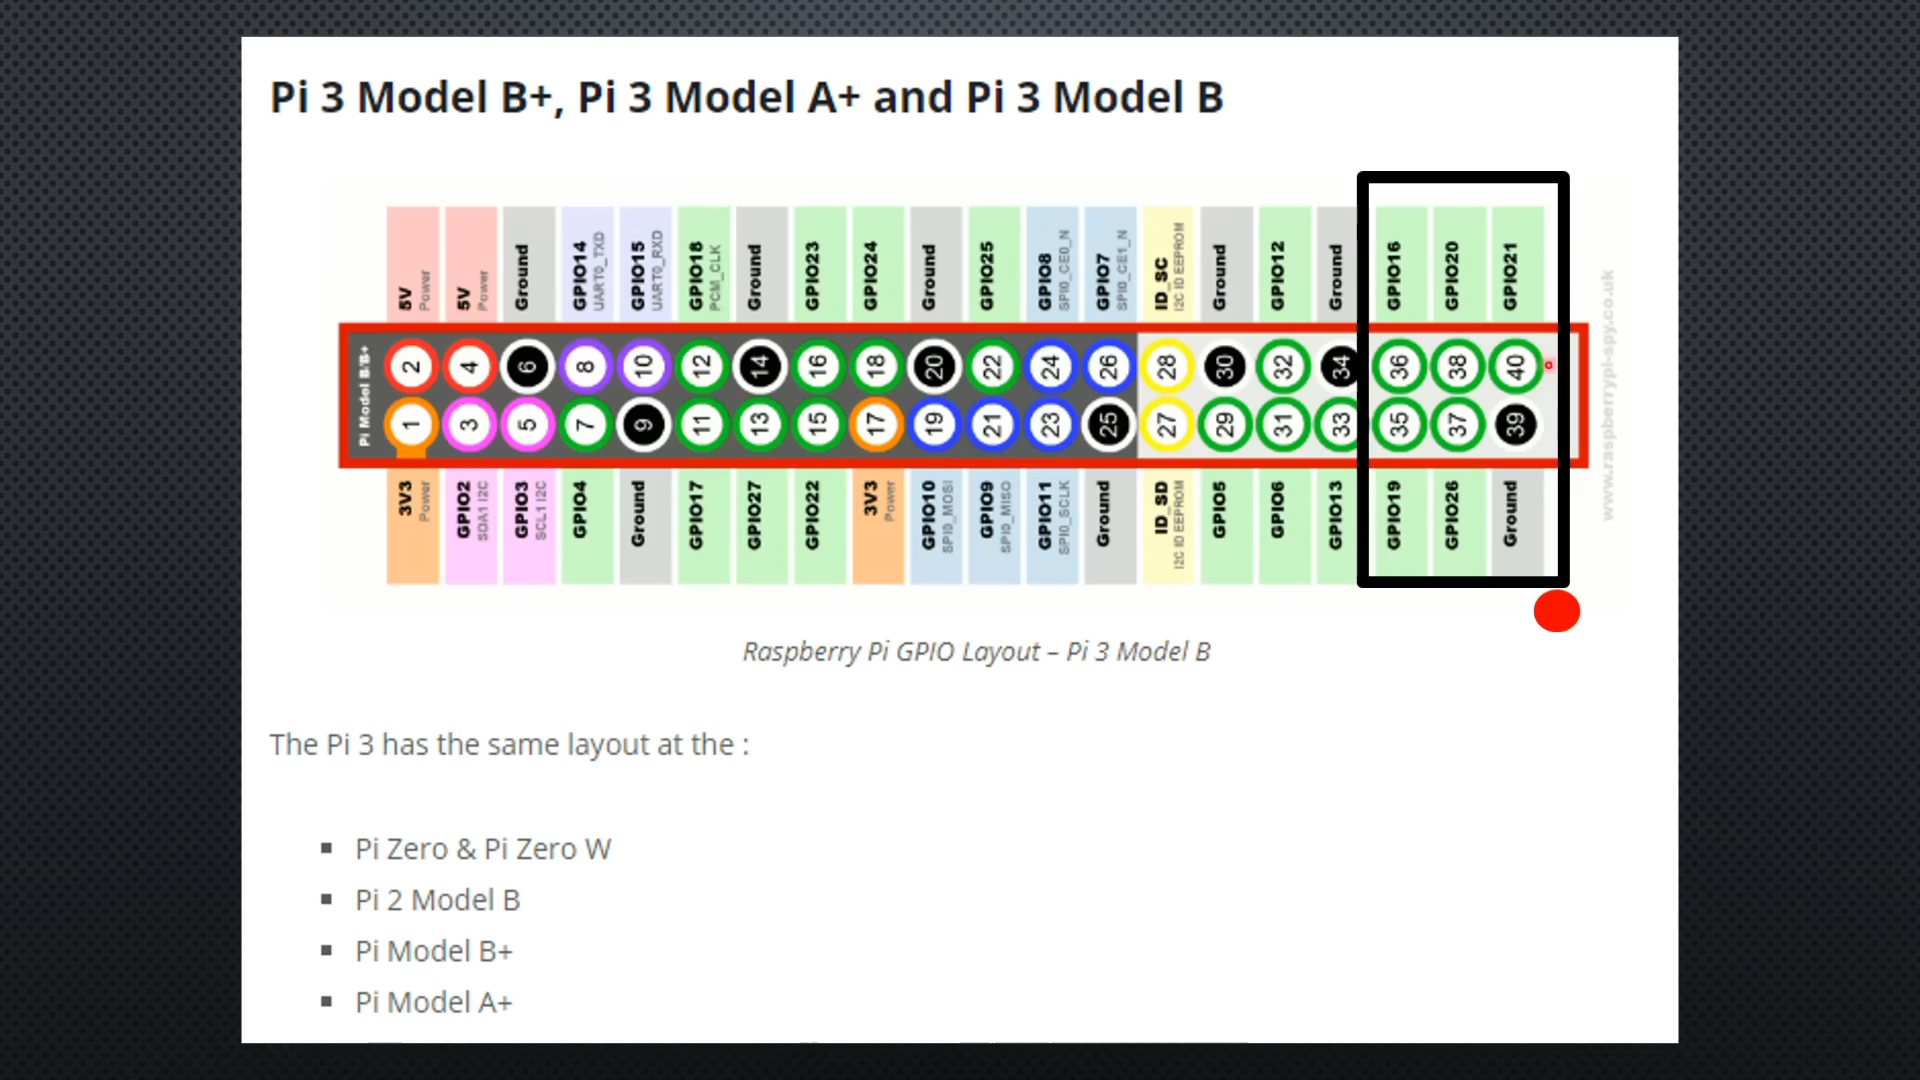 Pi 3 Model B+, Pi 3 Model A+ and Pi 3 Model B
5V Power
5V Power
Ground
GPIO14 UART0_TXD
GPIO15 UART0_RXD
GPIO18 PCM_CLK
Ground
GPIO23
GPIO24
Ground
GPIO25
GPIO8 SPI0_CE0_N
GPIO7 SPI0_CE1_N
ID_SC I2C ID EEPROM
Ground
GPIO12
Ground
GPIO16
GPIO20
GPIO21
Pi Model B/B+
2 4 6 8 10 12 14 16 18 20 22 24 26 28 30 32 34 36 38 40
1 3 5 7 9 11 13 15 17 19 21 23 25 27 29 31 33 35 37 39
3V3 Power
GPIO2 SDA1 I2C
GPIO3 SCL1 I2C
GPIO4
Ground
GPIO17
GPIO27
GPIO22
3V3 Power
GPIO10 SPI0_MOSI
GPIO9 SPI0_MISO
GPIO11 SPI0_SCLK
Ground
ID_SD I2C ID EEPROM
GPIO5
GPIO6
GPIO13
GPIO19
GPIO26
Ground
www.raspberrypi-spy.co.uk
Raspberry Pi GPIO Layout – Pi 3 Model B
The Pi 3 has the same layout at the :
▪ Pi Zero & Pi Zero W
▪ Pi 2 Model B
▪ Pi Model B+
▪ Pi Model A+